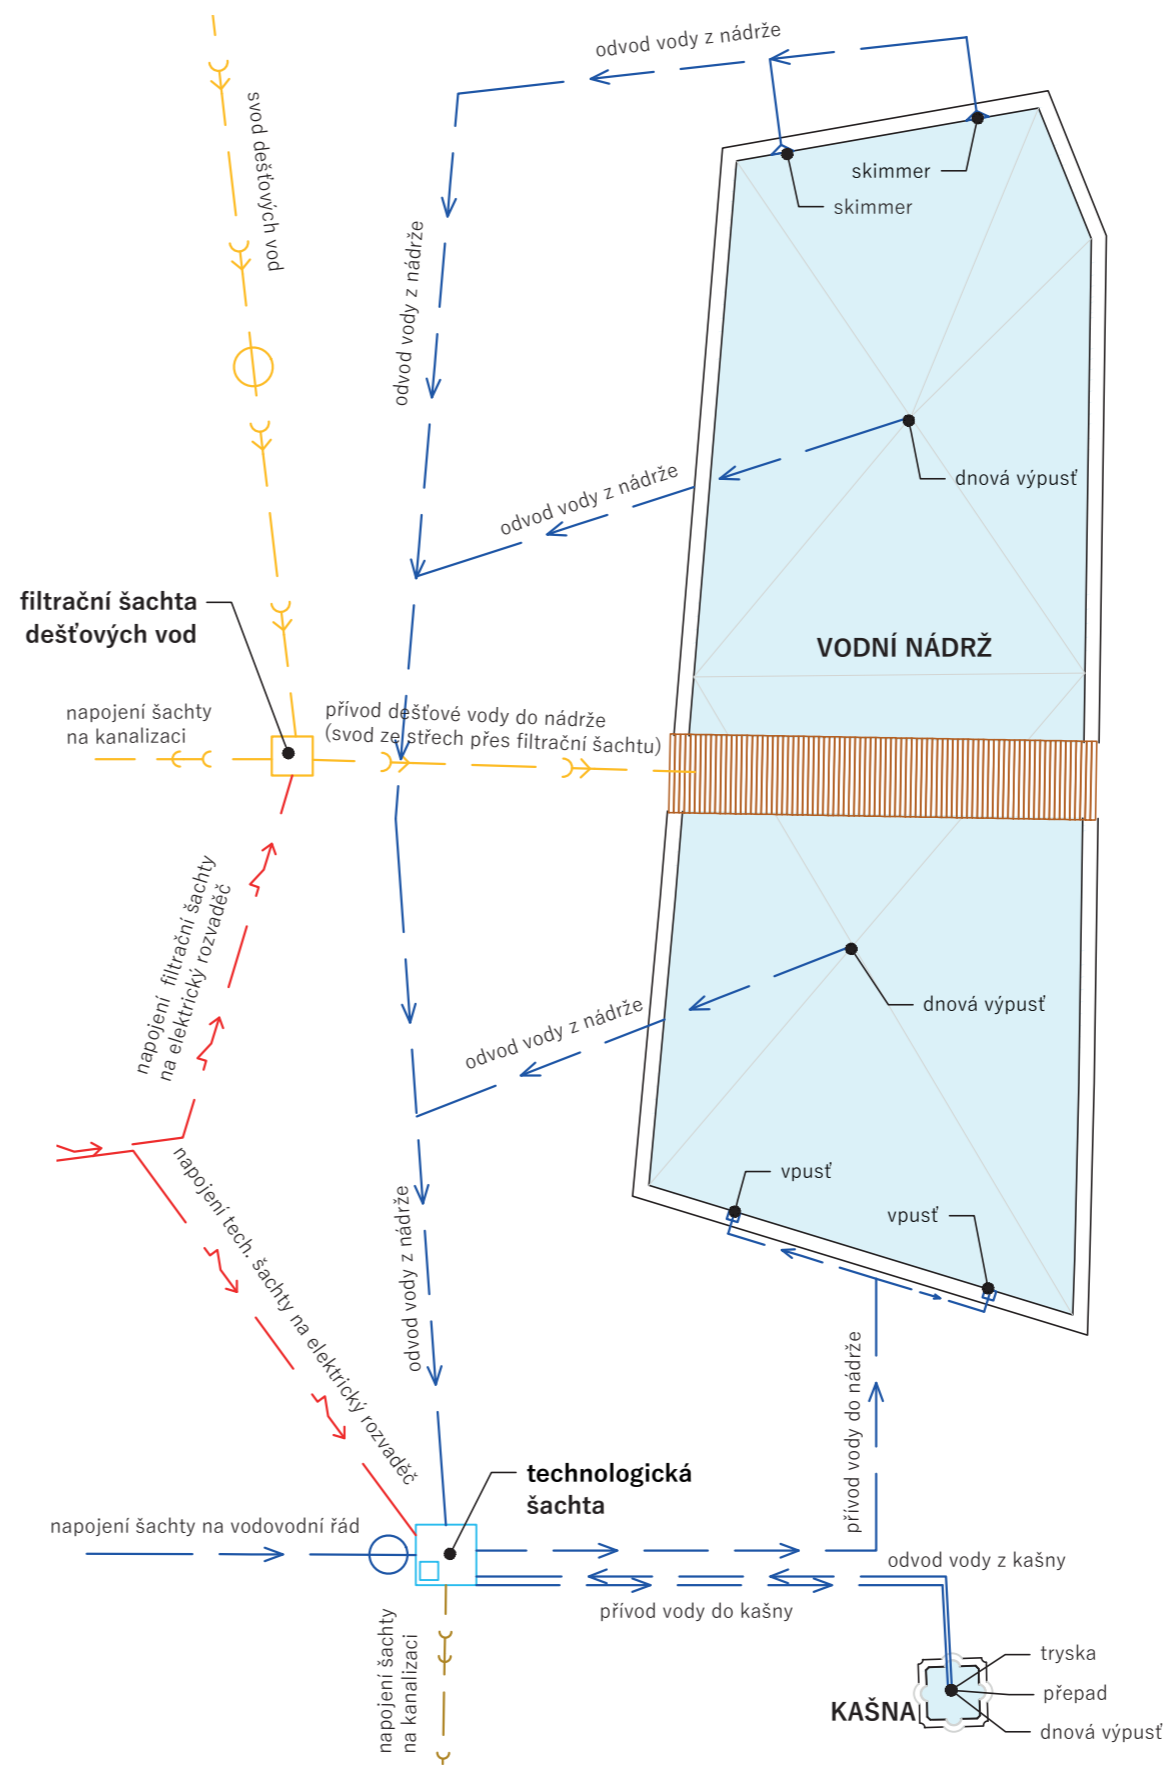 odvod vody z nádrže
svod dešťových vod
skimmer
skimmer
odvod vody z nádrže
dnová výpusť
odvod vody z nádrže
filtrační šachta
dešťových vod
VODNÍ NÁDRŽ
napojení šachty
na kanalizaci
přívod dešťové vody do nádrže
(svod ze střech přes filtrační šachtu)
napojení filtrační šachty
na elektrický rozvaděč
dnová výpusť
odvod vody z nádrže
napojení tech. šachty na elektrický rozvaděč
vpusť
vpusť
odvod vody z nádrže
přívod vody do nádrže
technologická
šachta
napojení šachty na vodovodní řád
odvod vody z kašny
přívod vody do kašny
napojení šachty
na kanalizaci
tryska
přepad
KAŠNA
dnová výpusť